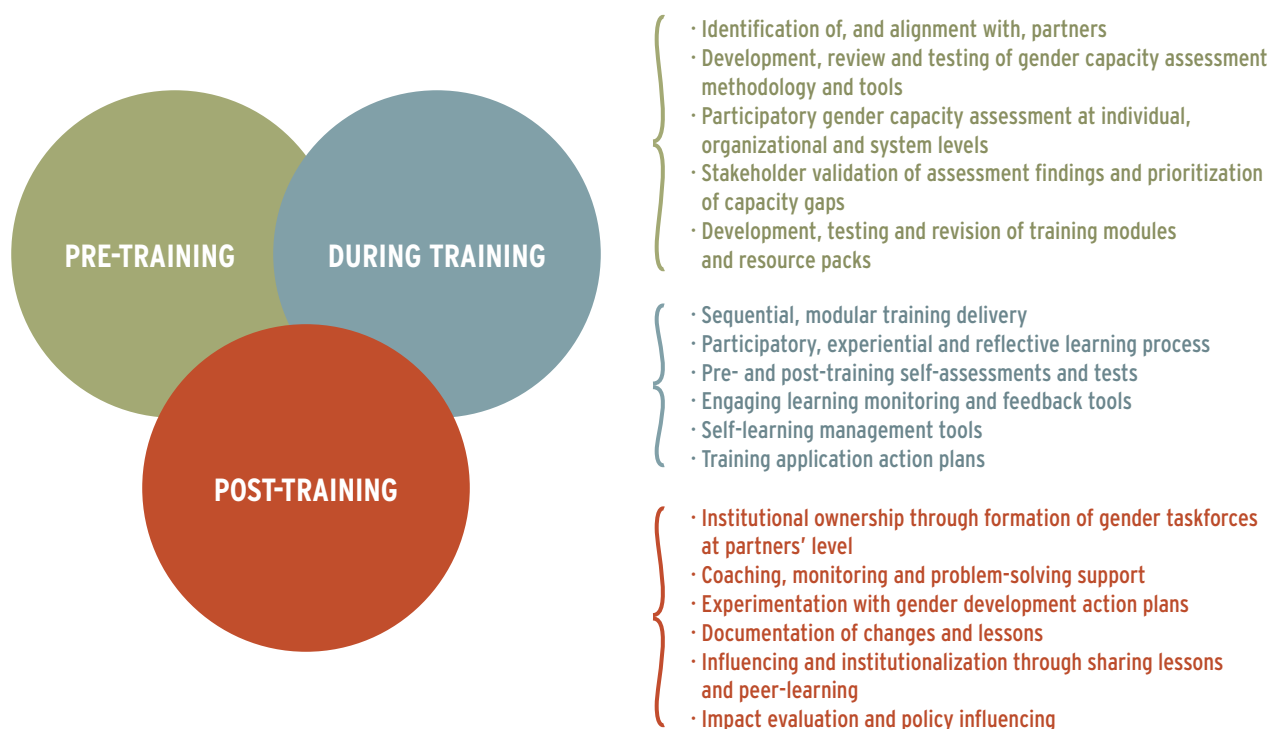 PRE-TRAINING
DURING TRAINING
POST-TRAINING
· Identification of, and alignment with, partners
· Development, review and testing of gender capacity assessment
methodology and tools
· Participatory gender capacity assessment at individual,
organizational and system levels
· Stakeholder validation of assessment findings and prioritization
of capacity gaps
· Development, testing and revision of training modules
and resource packs
· Sequential, modular training delivery
· Participatory, experiential and reflective learning process
· Pre- and post-training self-assessments and tests
· Engaging learning monitoring and feedback tools
· Self-learning management tools
· Training application action plans
· Institutional ownership through formation of gender taskforces
at partners’ level
· Coaching, monitoring and problem-solving support
· Experimentation with gender development action plans
· Documentation of changes and lessons
· Influencing and institutionalization through sharing lessons
and peer-learning
· Impact evaluation and policy influencing